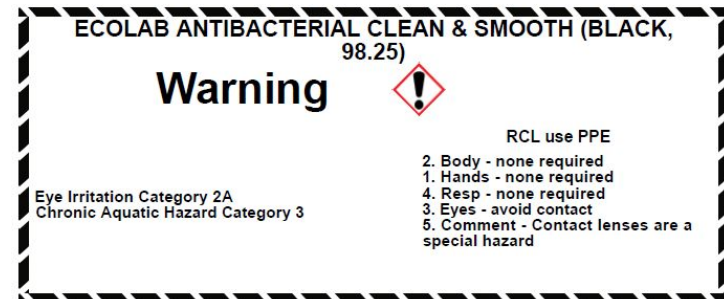 ECOLAB ANTIBACTERIAL CLEAN & SMOOTH (BLACK,
98.25)
Warning
Eye Irritation Category 2A
Chronic Aquatic Hazard Category 3
RCL use PPE
2. Body - none required
1. Hands - none required
4. Resp - none required
3. Eyes - avoid contact
5. Comment - Contact lenses are a
special hazard